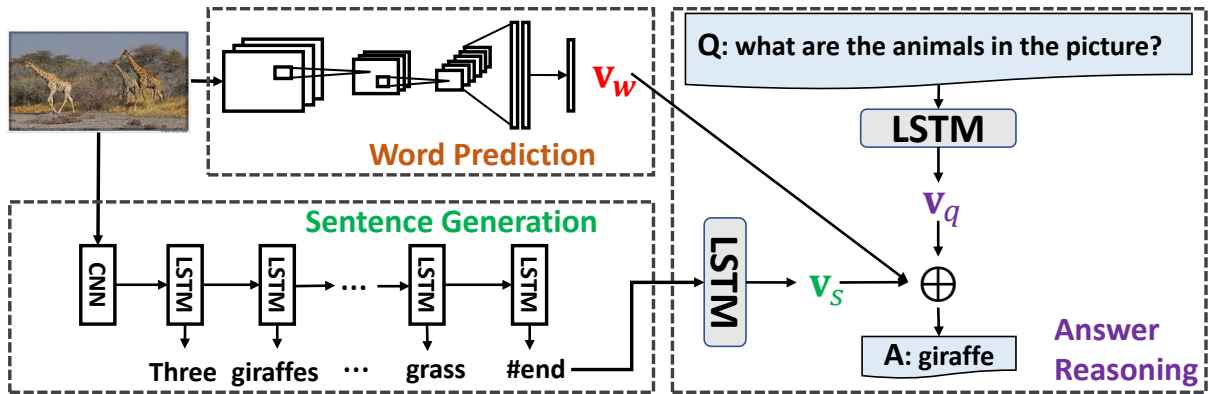 Q: what are the animals in the picture?
v_w
Word Prediction
LSTM
v_q
Sentence Generation
CNN
LSTM
LSTM
...
LSTM
LSTM
LSTM
v_s
Three giraffes ... grass #end
A: giraffe
Answer
Reasoning